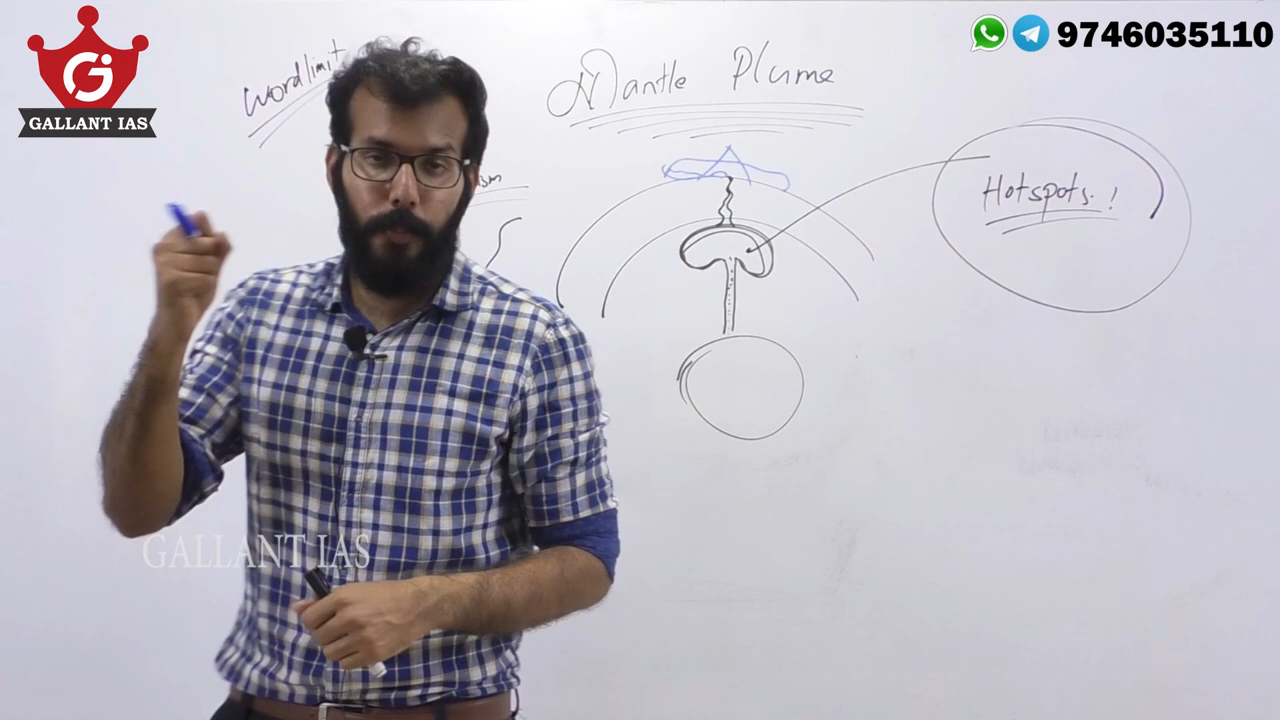 GALLANT IAS
9746035110
Word limit
Mantle Plume
Hotspots !
GALLANT IAS